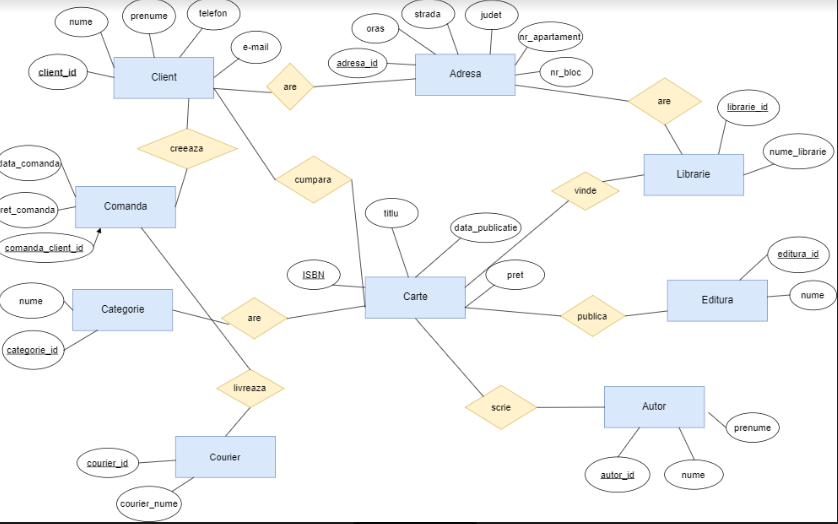 nume
prenume
telefon
e-mail
client_id
Client
are
strada
judet
oras
nr_apartament
adresa_id
Adresa
nr_bloc
are
librarie_id
creeaza
nume_librarie
data_comanda
cumpara
Librarie
vinde
Comanda
ret_comanda
titlu
data_publicatie
comanda_client_id
ISBN
pret
editura_id
Carte
nume
Categorie
Editura
nume
are
publica
categorie_id
livreaza
scrie
Autor
prenume
Courier
courier_id
autor_id
nume
courier_nume